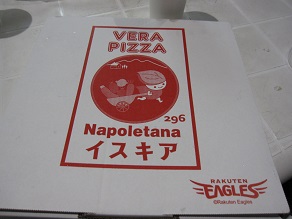 VERA
PIZZA
296
Napoletana
イスキア
RAKUTEN
EAGLES
©Rakuten Eagles